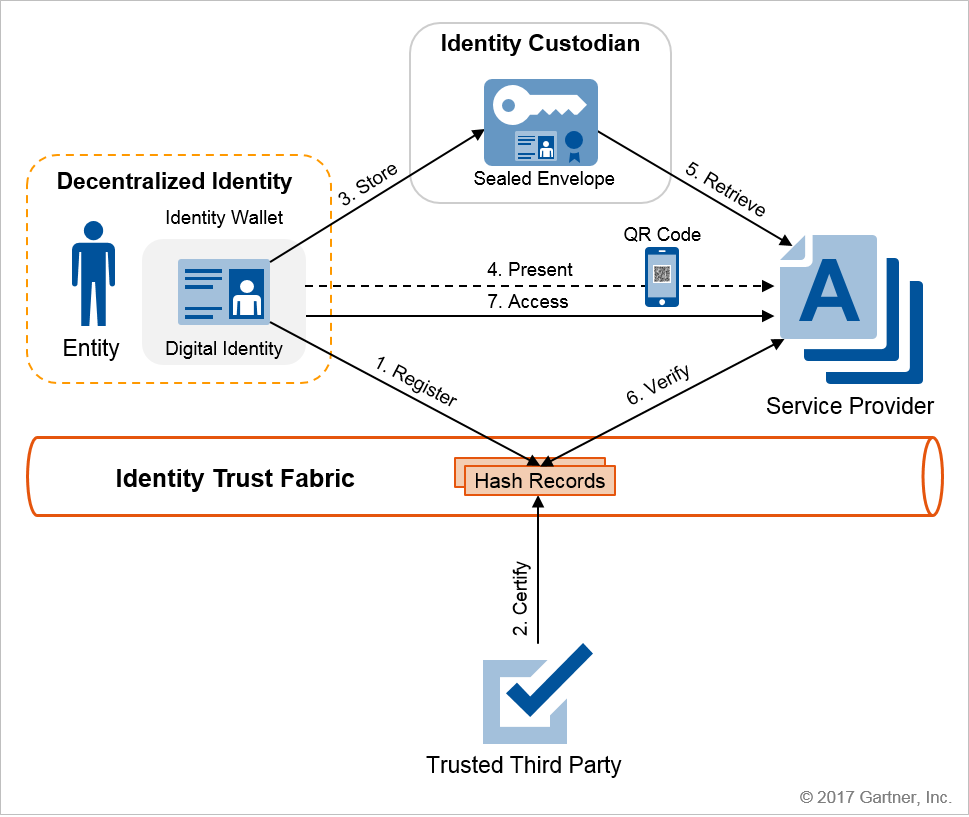 Identity Custodian
Sealed Envelope
3. Store
5. Retrieve
Decentralized Identity
Identity Wallet
Entity
Digital Identity
QR Code
4. Present
7. Access
A
Service Provider
1. Register
6. Verify
Identity Trust Fabric
Hash Records
2. Certify
Trusted Third Party
© 2017 Gartner, Inc.